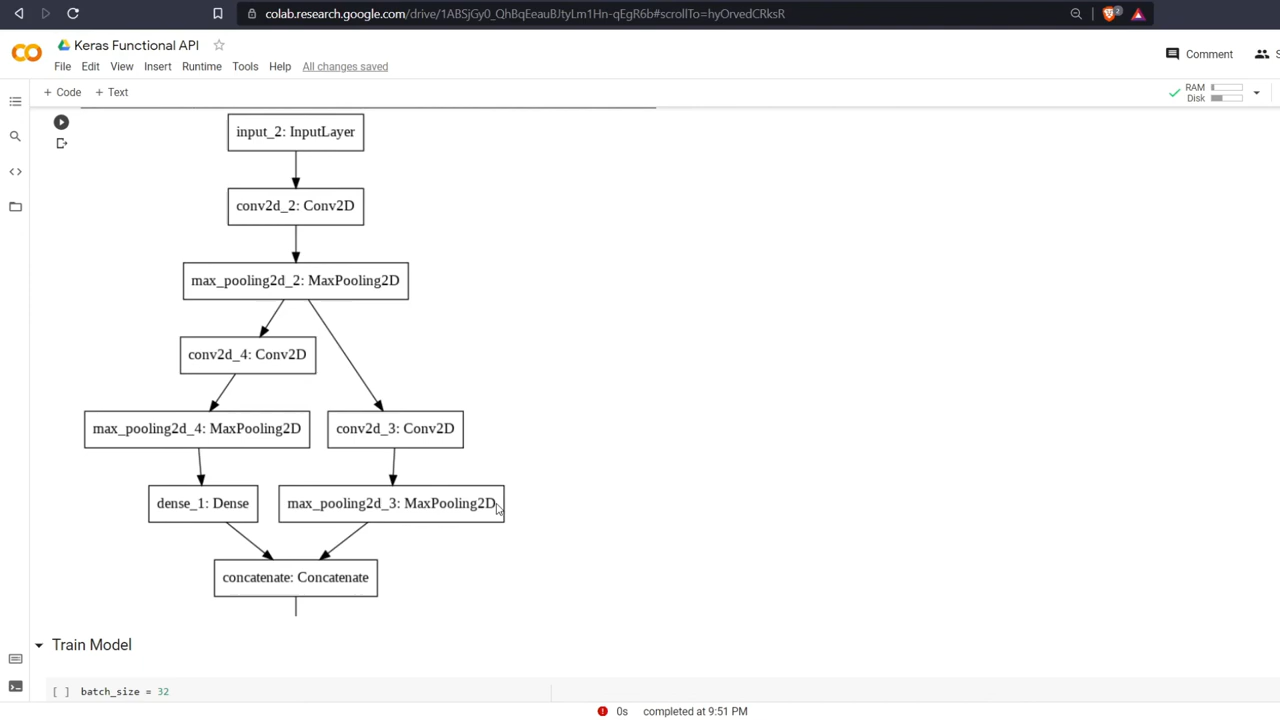 colab.research.google.com/drive/1ABSjGy0_QhBqEeauBJtyLm1Hn-qEgR6b#scrollTo=hyOrvedCRksR
2
Keras Functional API
File Edit View Insert Runtime Tools Help All changes saved
Comment
S
+ Code + Text
RAM
Disk
input_2: InputLayer
conv2d_2: Conv2D
max_pooling2d_2: MaxPooling2D
conv2d_4: Conv2D
max_pooling2d_4: MaxPooling2D
conv2d_3: Conv2D
dense_1: Dense
max_pooling2d_3: MaxPooling2D
concatenate: Concatenate
Train Model
[ ] batch_size = 32
0s completed at 9:51 PM